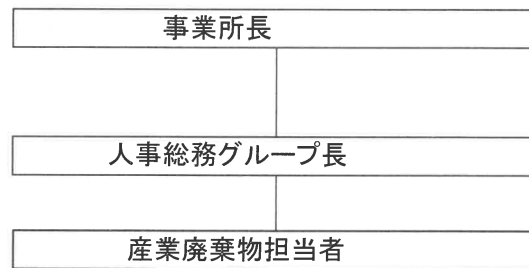 事業所長
人事総務グループ長
産業廃棄物担当者